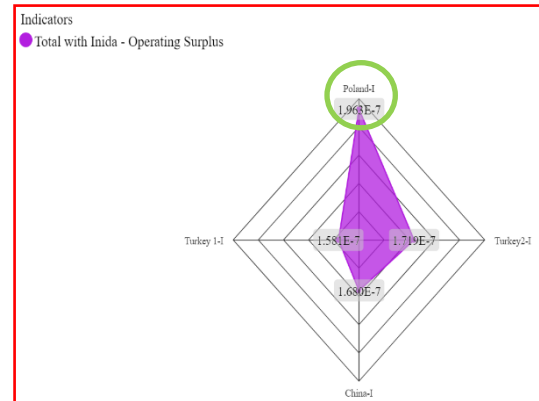 Indicators
Total with Inida - Operating Surplus
Poland-I
1.963E-7
Turkey 1-I
1.581E-7
1.719E-7
Turkey2-I
1.680E-7
China-I